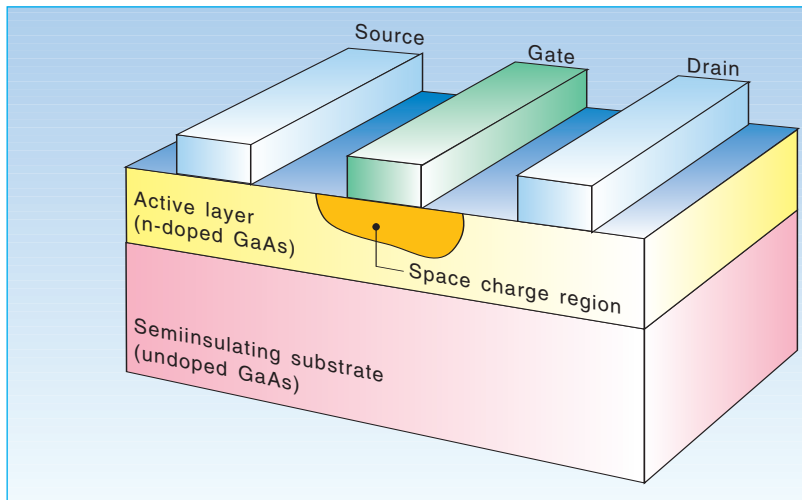 Source
Gate
Drain
Active layer
(n-doped GaAs)
Space charge region
Semiinsulating substrate
(undoped GaAs)